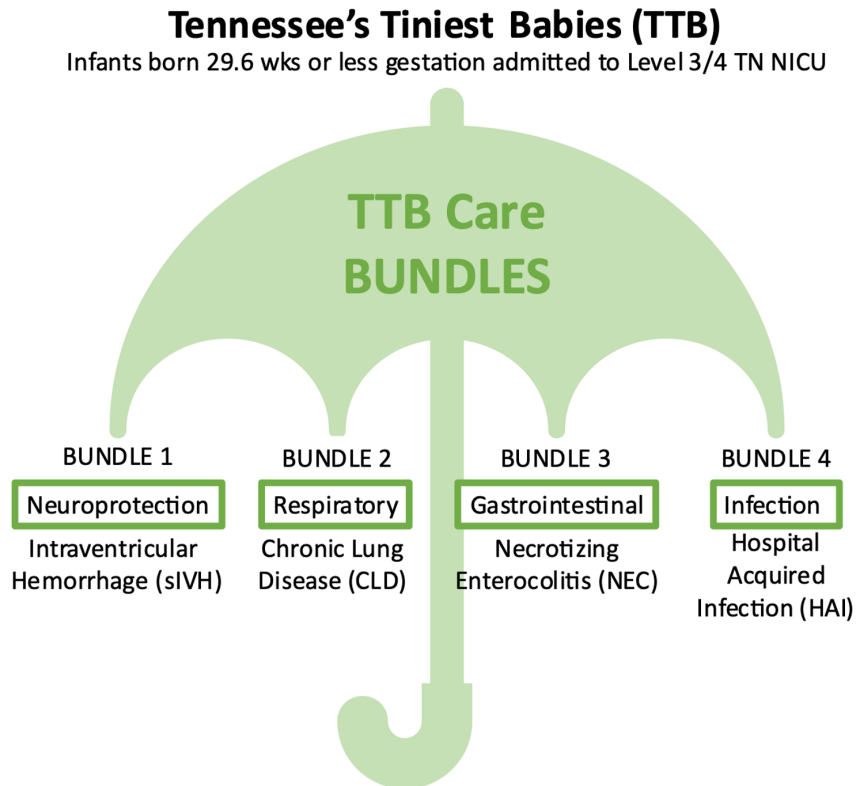 Tennessee's Tiniest Babies (TTB)
Infants born 29.6 wks or less gestation admitted to Level 3/4 TN NICU
TTB Care
BUNDLES
BUNDLE 1
Neuroprotection
Intraventricular
Hemorrhage (sIVH)
BUNDLE 2
Respiratory
Chronic Lung
Disease (CLD)
BUNDLE 3
Gastrointestinal
Necrotizing
Enterocolitis (NEC)
BUNDLE 4
Infection
Hospital
Acquired
Infection (HAI)